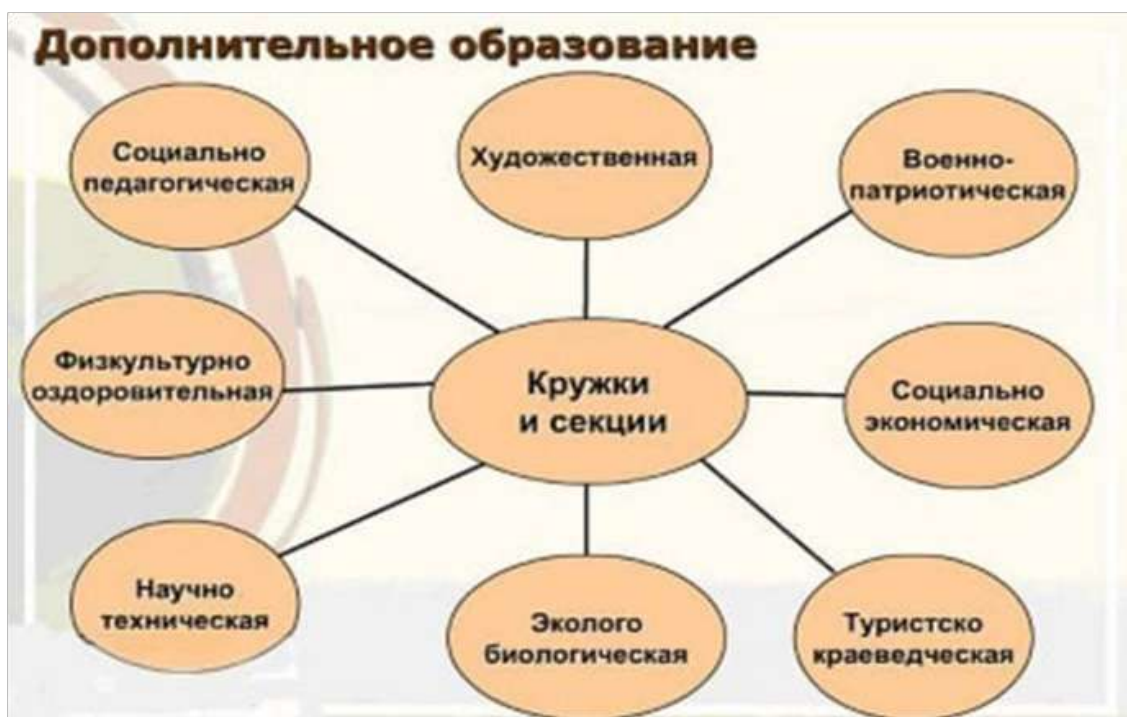 Дополнительное образование
Социально
педагогическая
Художественная
Военно-
патриотическая
Физкультурно
оздоровительная
Кружки
и секции
Социально
экономическая
Научно
техническая
Эколого
биологическая
Туристско
краеведческая